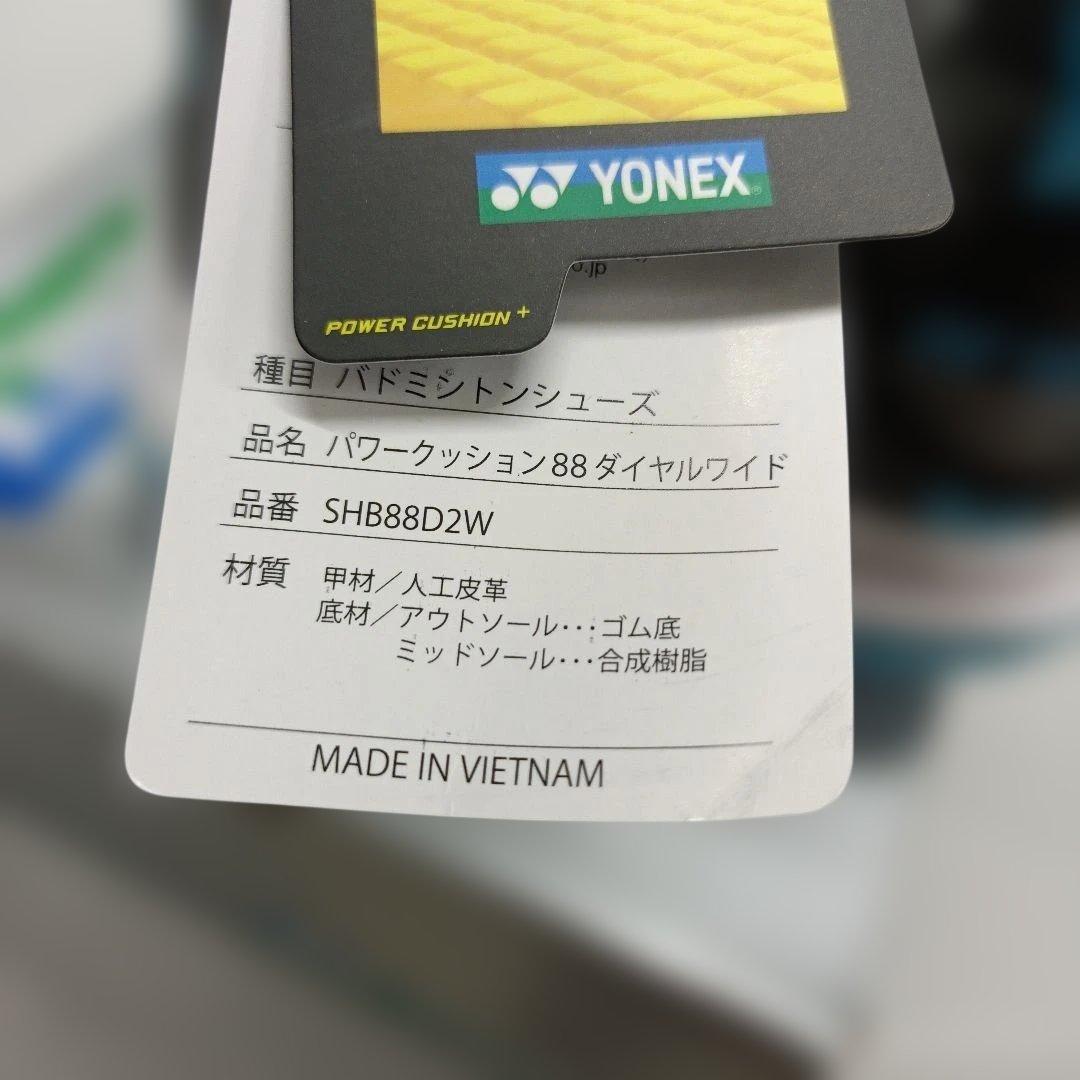 YONEX®
POWER CUSHION+
o.jp
種目 バドミントンシューズ
品名 パワークッション88ダイヤルワイド
品番 SHB88D2W
材質 甲材／人工皮革
底材／アウトソール･･･ゴム底
ミッドソール･･･合成樹脂
MADE IN VIETNAM